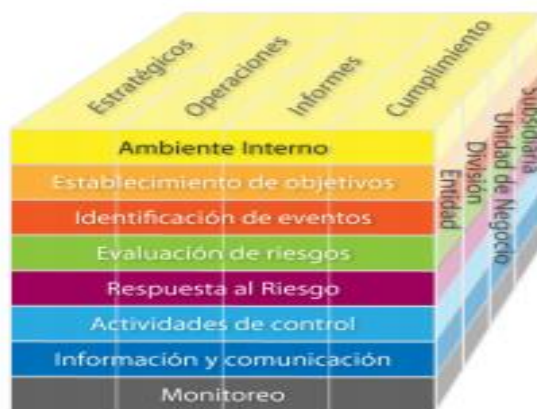 Estratégicos
Operaciones
Informes
Cumplimiento
Ambiente Interno
Establecimiento de objetivos
Identificación de eventos
Evaluación de riesgos
Respuesta al Riesgo
Actividades de control
Información y comunicación
Monitoreo
Entidad
División
Unidad de Negocio
Subsidiaria